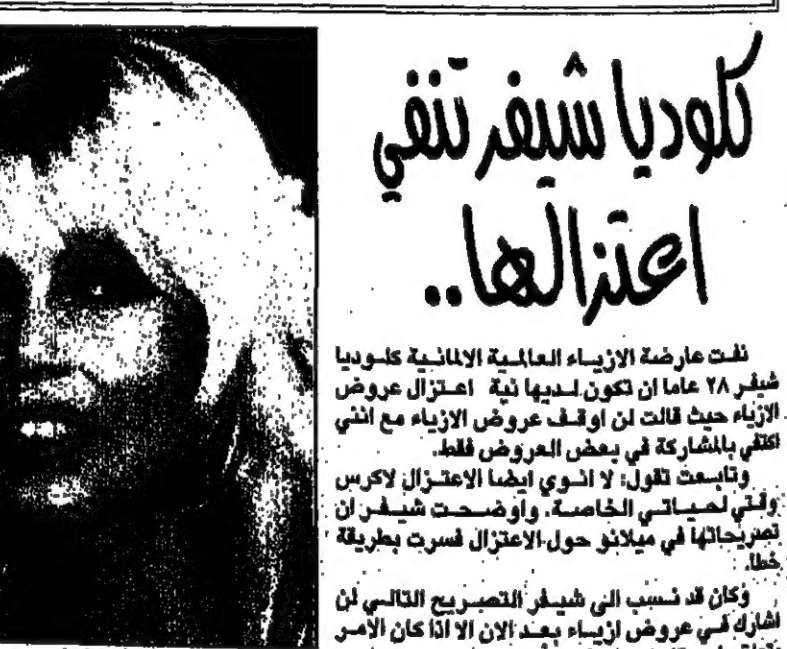 كلوديا شيفر تنفي
اعتزالها..
نفت عارضة الازياء العالمية الالمانية كلوديا
شيفر ٢٨ عاما ان تكون لديها نية اعتزال عروض
الازياء حيث قالت لن اوقف عروض الازياء مع انني
اكتفي بالمشاركة في بعض العروض فقط.
وتابعت تقول: لا انوي ايضا الاعتزال لاكرس
وقتي لحياتي الخاصة. واوضحت شيفر ان
تصريحاتها في ميلانو حول الاعتزال فسرت بطريقة
خطا.
وكان قد نسب الى شيفر التصريح التالي لن
اشارك في عروض ازياء بعد الان الا اذا كان الامر